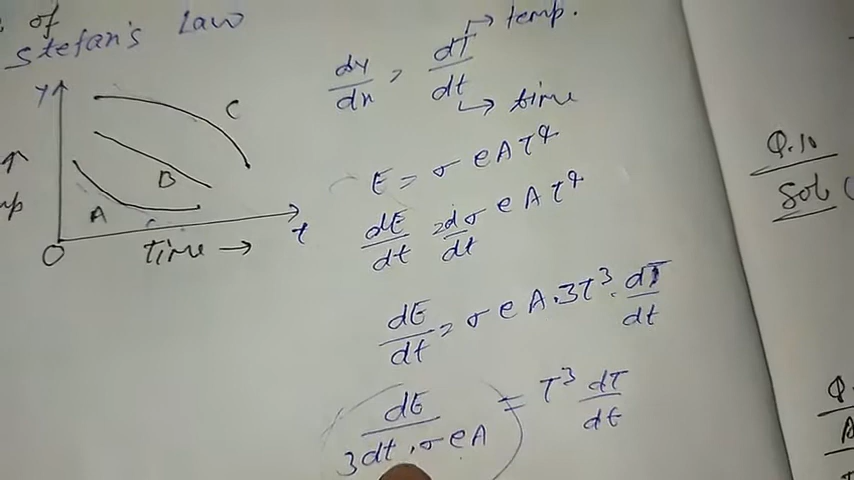 of
Stefan's Law
Y
C
B
A
O
Time →
t
dy/dx , dT/dt
→ temp.
→ time
E = σ e A T⁴
dE/dt = dσ/dt e A T⁴
dE/dt = σ e A . 3T³ . dT/dt
dE/3dt . σ e A = T³ dT/dt
Q.10
Sol